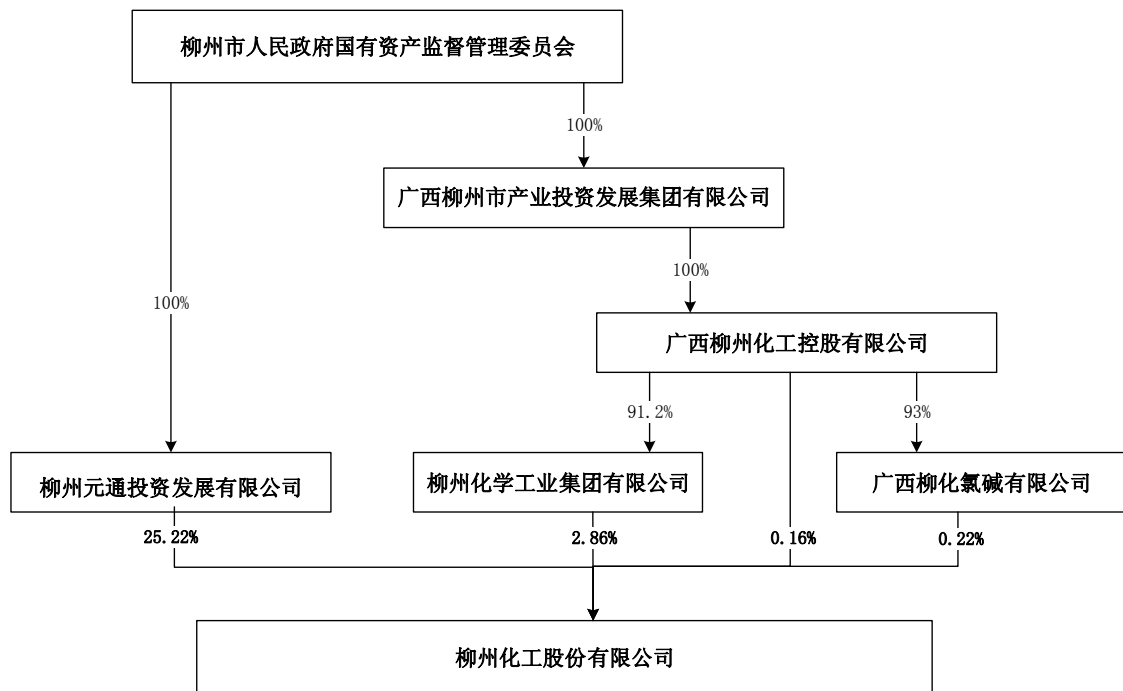 柳州市人民政府国有资产监督管理委员会
100%
广西柳州市产业投资发展集团有限公司
100%
100%
广西柳州化工控股有限公司
91.2%
93%
柳州元通投资发展有限公司
柳州化学工业集团有限公司
广西柳化氯碱有限公司
25.22%
2.86%
0.16%
0.22%
柳州化工股份有限公司